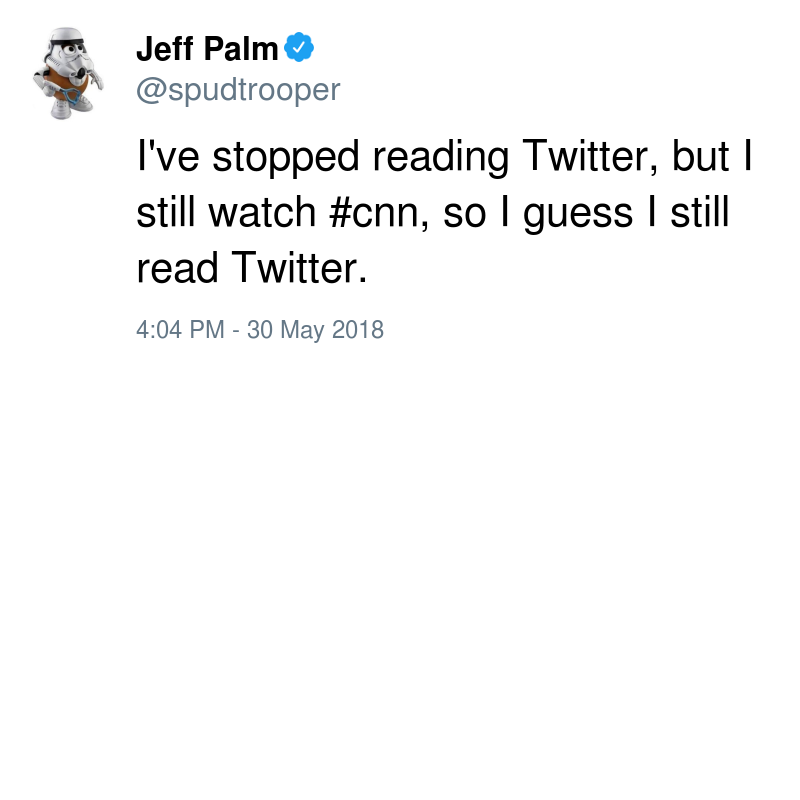 Jeff Palm
@spudtrooper
I've stopped reading Twitter, but I
still watch #cnn, so I guess I still
read Twitter.
4:04 PM - 30 May 2018